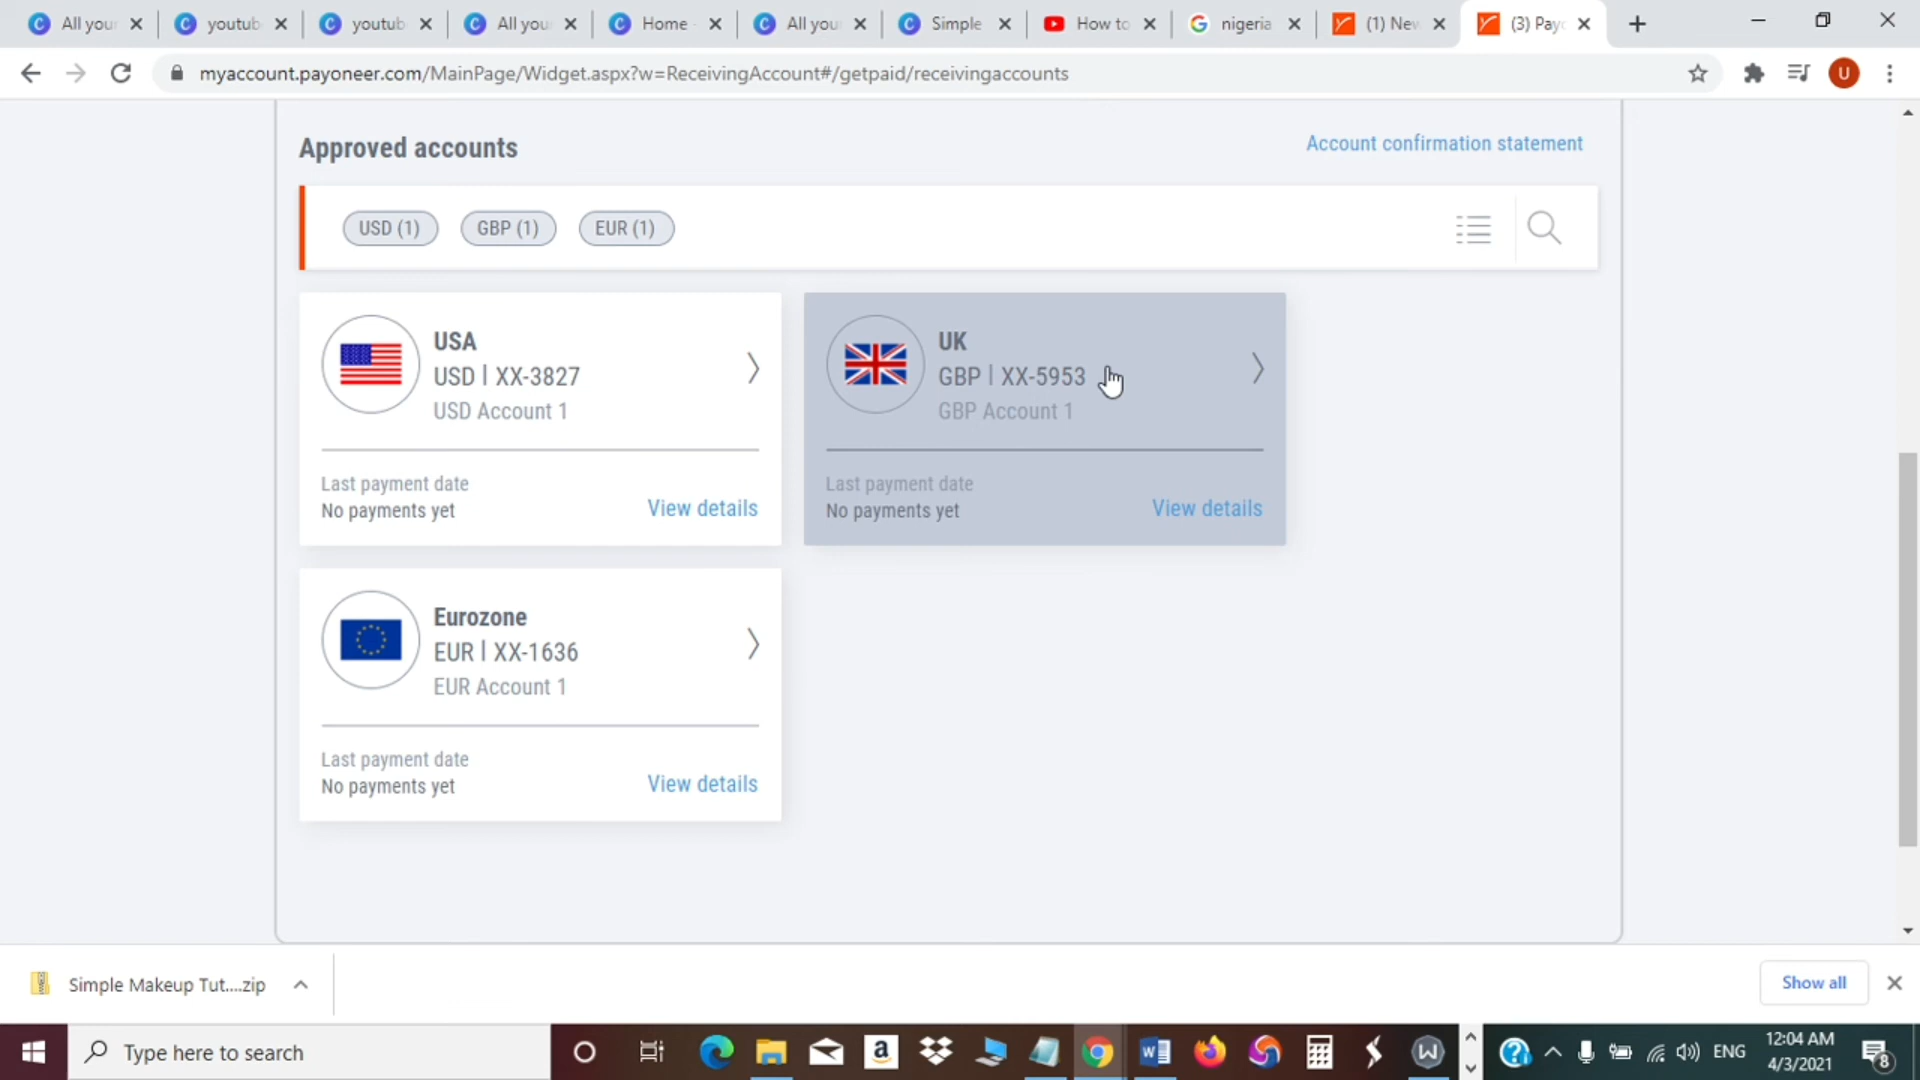 All you
youtub
youtub
All you
Home -
All you
Simple
How to
nigeria
(1) New
(3) Payo
myaccount.payoneer.com/MainPage/Widget.aspx?w=ReceivingAccount#/getpaid/receivingaccounts
U
Approved accounts
Account confirmation statement
USD (1)
GBP (1)
EUR (1)
USA
USD | XX-3827
USD Account 1
Last payment date
No payments yet
View details
UK
GBP | XX-5953
GBP Account 1
Last payment date
No payments yet
View details
Eurozone
EUR | XX-1636
EUR Account 1
Last payment date
No payments yet
View details
Simple Makeup Tut....zip
Show all
Type here to search
ENG
12:04 AM
4/3/2021
8